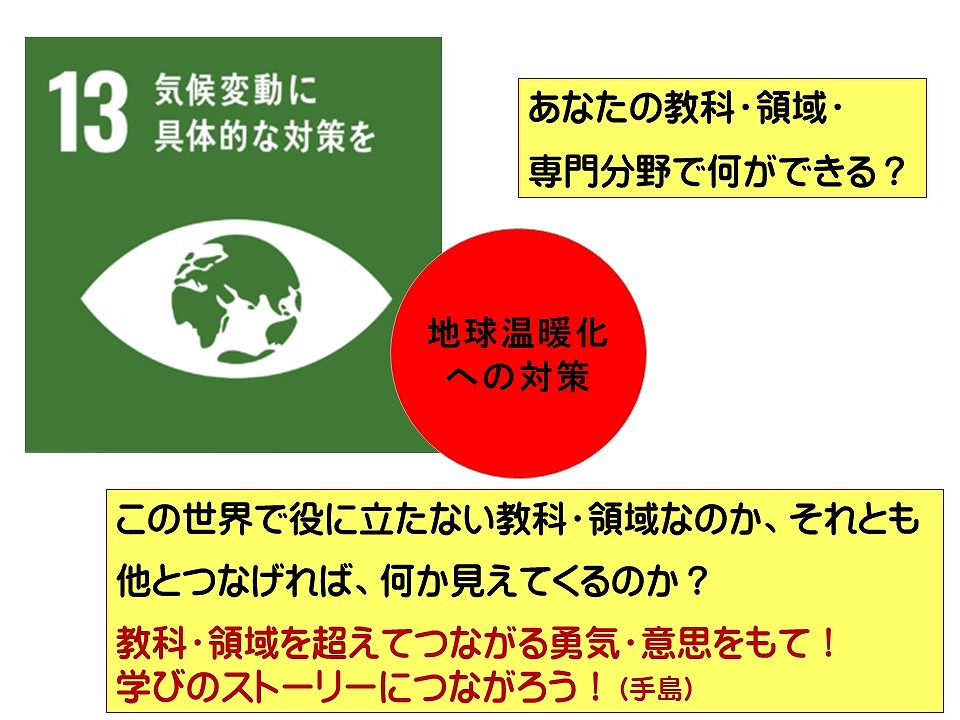 13
気候変動に
具体的な対策を
あなたの教科・領域・
専門分野で何ができる？
地球温暖化
への対策
この世界で役に立たない教科・領域なのか、それとも
他とつなげれば、何か見えてくるのか？
教科・領域を超えてつながる勇気・意思をもて！
学びのストーリーにつながろう！（手島）